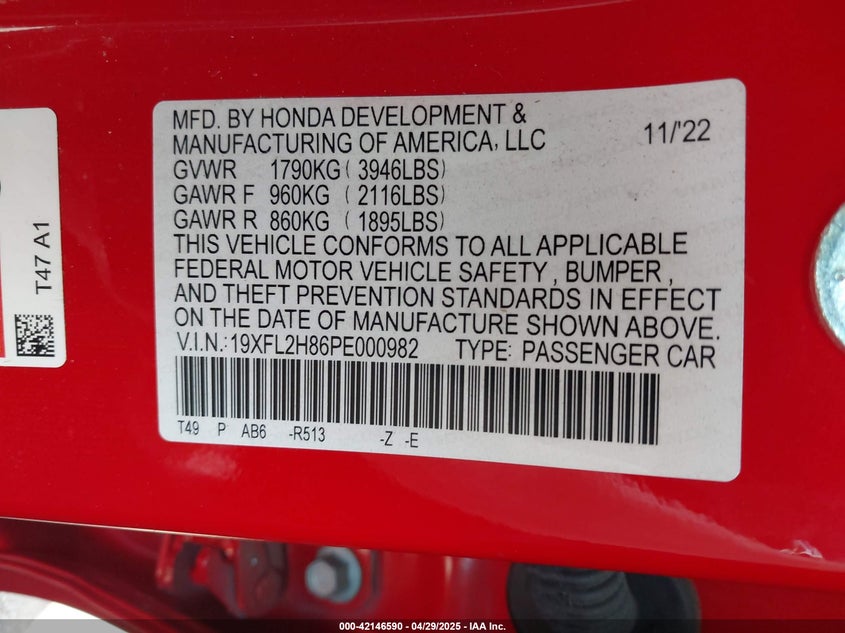 MFD. BY HONDA DEVELOPMENT &
MANUFACTURING OF AMERICA, LLC 11/'22
GVWR 1790KG ( 3946LBS)
GAWR F 960KG ( 2116LBS)
GAWR R 860KG ( 1895LBS)
THIS VEHICLE CONFORMS TO ALL APPLICABLE
FEDERAL MOTOR VEHICLE SAFETY , BUMPER ,
AND THEFT PREVENTION STANDARDS IN EFFECT
ON THE DATE OF MANUFACTURE SHOWN ABOVE.
V.I.N.:19XFL2H86PE000982 TYPE: PASSENGER CAR
T49 P AB6 -R513 -Z -E
T47 A1
000-42146590 - 04/29/2025 - IAA Inc.